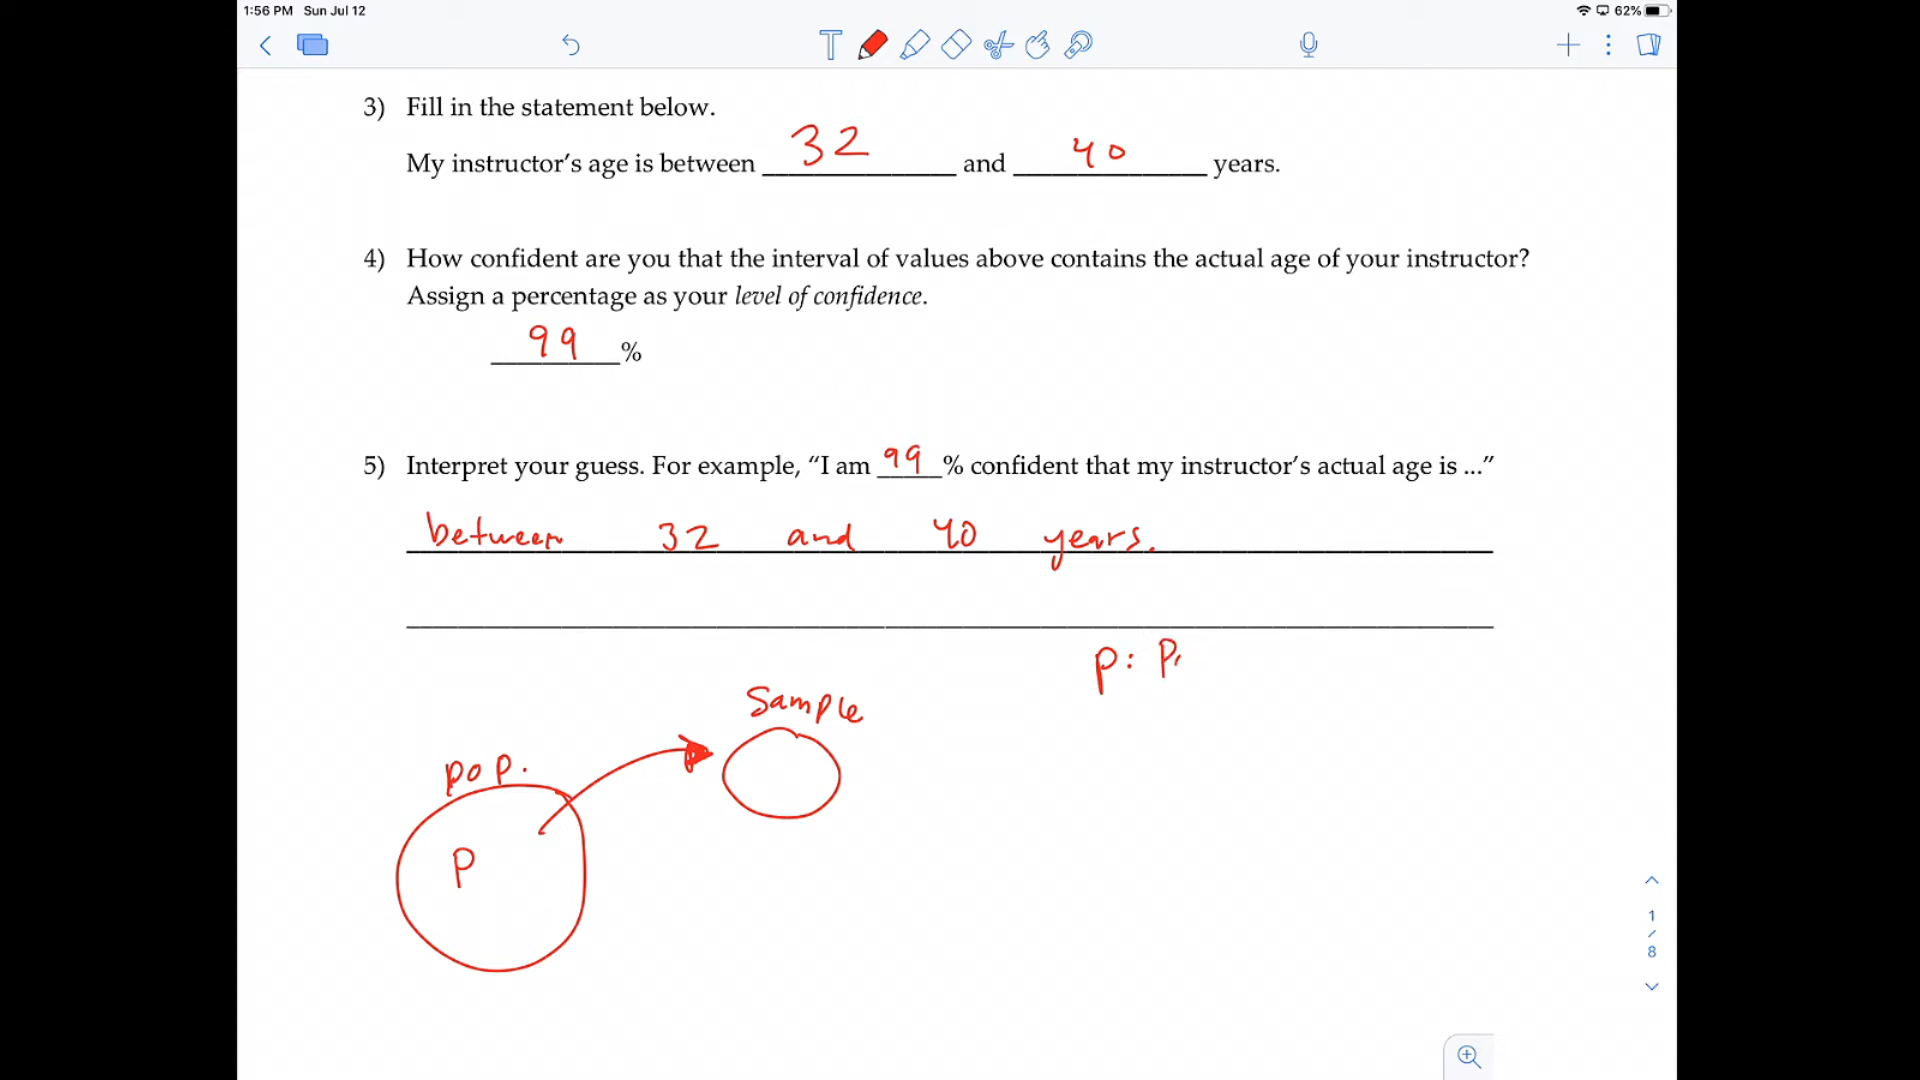 1:56 PM Sun Jul 12 62%
T
3) Fill in the statement below.
My instructor's age is between 32 and 40 years.
4) How confident are you that the interval of values above contains the actual age of your instructor?
Assign a percentage as your level of confidence.
99 %
5) Interpret your guess. For example, “I am 99 % confident that my instructor's actual age is ...”
between 32 and 40 years.
p: P
Sample
pop.
P
1
/
8